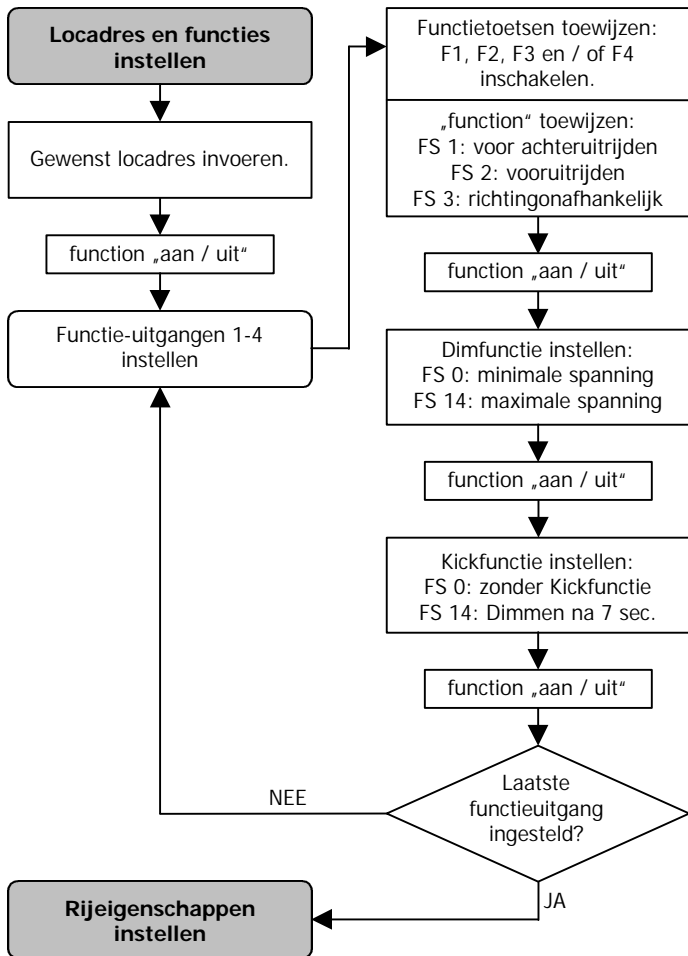 Locadres en functies
instellen
Gewenst locadres invoeren.
function „aan / uit“
Functie-uitgangen 1-4
instellen
Functietoetsen toewijzen:
F1, F2, F3 en / of F4
inschakelen.
„function“ toewijzen:
FS 1: voor achteruitrijden
FS 2: vooruitrijden
FS 3: richtingonafhankelijk
function „aan / uit“
Dimfunctie instellen:
FS 0: minimale spanning
FS 14: maximale spanning
function „aan / uit“
Kickfunctie instellen:
FS 0: zonder Kickfunctie
FS 14: Dimmen na 7 sec.
function „aan / uit“
Laatste
functieuitgang
ingesteld?
NEE
JA
Rijeigenschappen
instellen